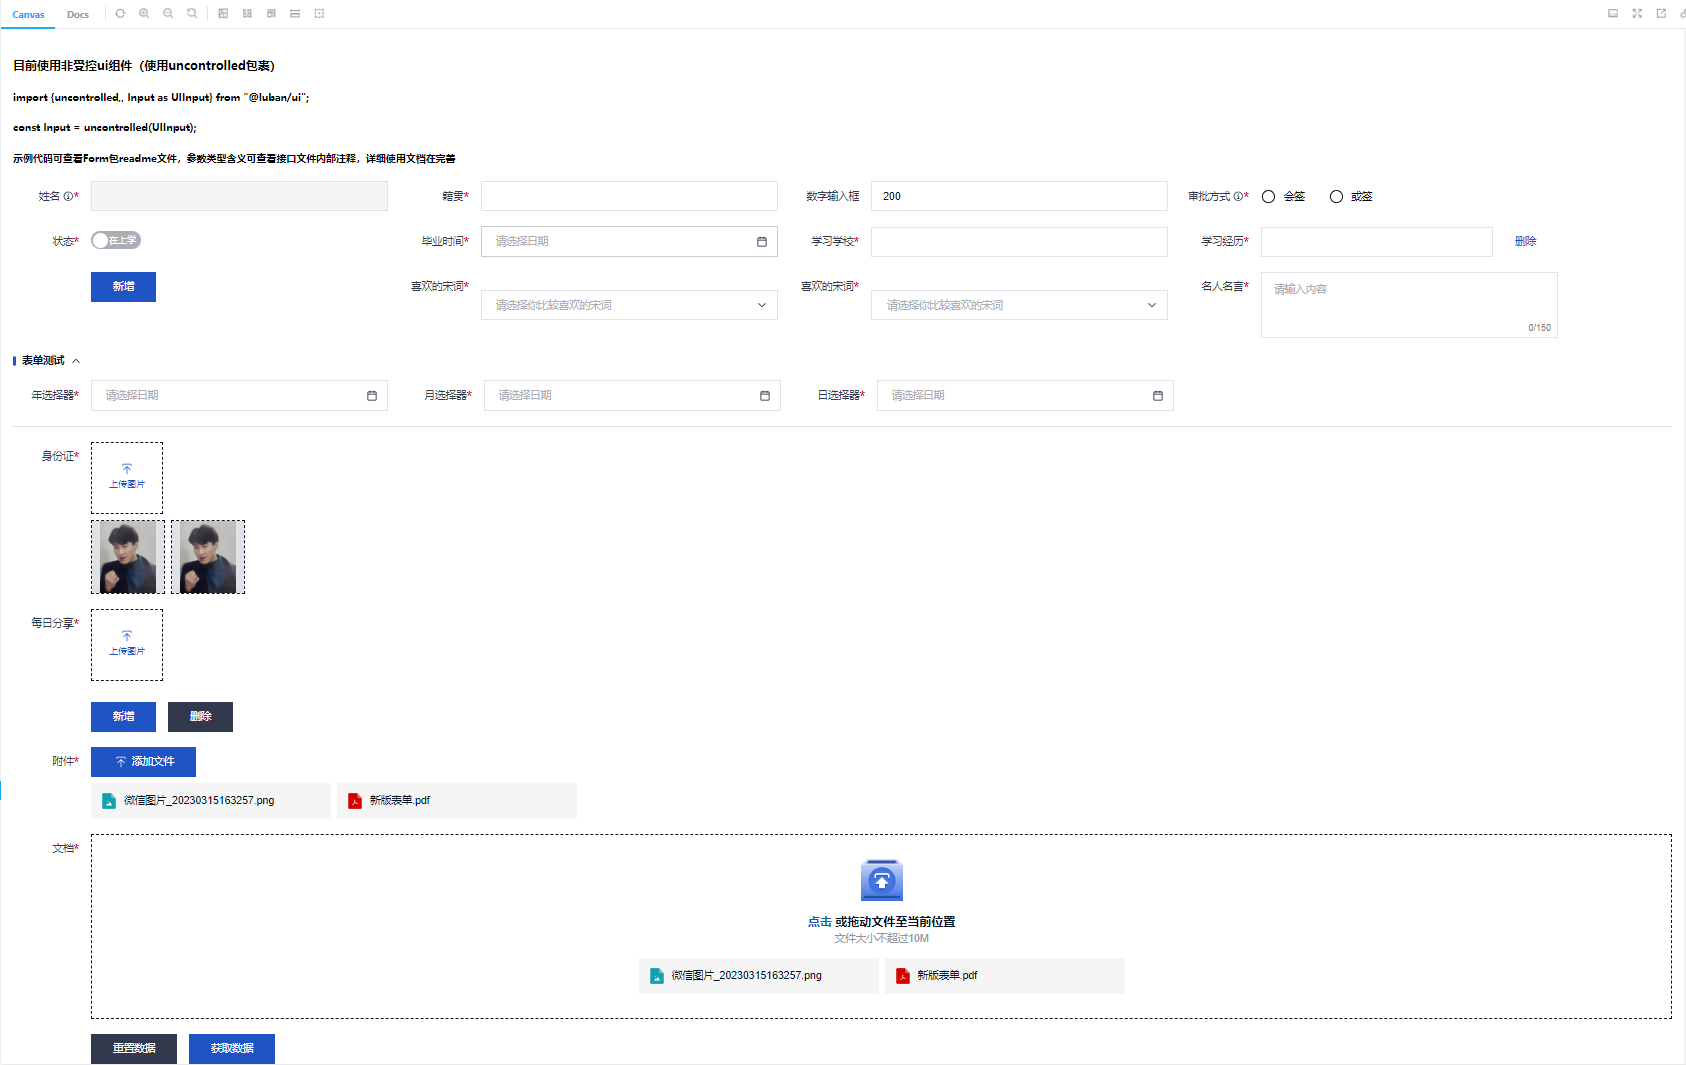 Canvas Docs
目前使用非受控ui组件（使用uncontrolled包裹）
import {uncontrolled,, Input as UIInput} from "@luban/ui";
const Input = uncontrolled(UIInput);
示例代码可查看Form包readme文件，参数类型含义可查看接口文件内部注释，详细使用文档在完善
姓名* 籍贯* 数字输入框 200 审批方式* 会签 或签
状态* 在上学 毕业时间* 请选择日期 学习学校* 学习经历* 删除
新增 喜欢的宋词* 请选择你比较喜欢的宋词 喜欢的宋词* 请选择你比较喜欢的宋词 名人名言* 请输入内容
0/150
表单测试
年选择器* 请选择日期 月选择器* 请选择日期 日选择器* 请选择日期
身份证*
上传图片
每日分享*
上传图片
新增 删除
附件* 添加文件
微信图片_20230315163257.png 新版表单.pdf
文档*
点击 或拖动文件至当前位置
文件大小不超过10M
微信图片_20230315163257.png 新版表单.pdf
重置数据 获取数据